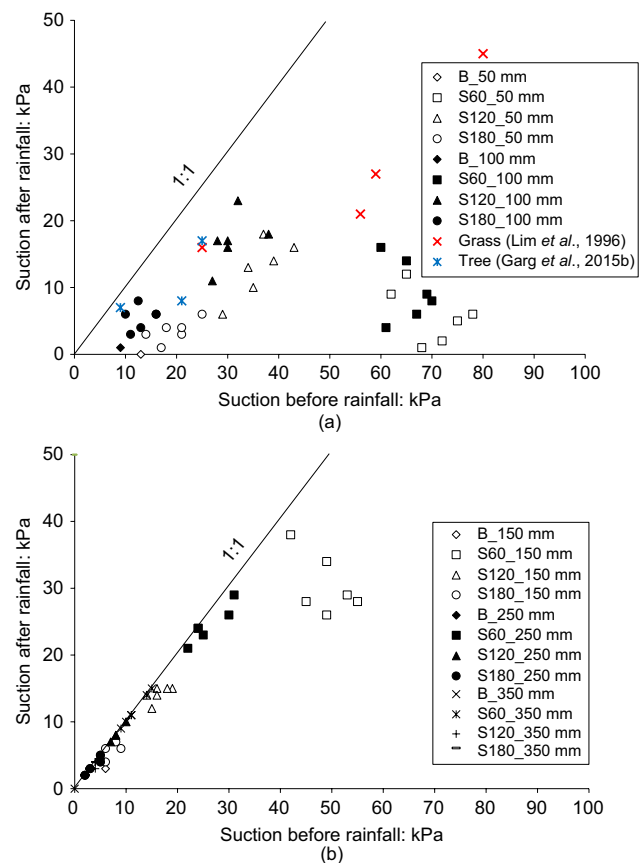 50
40
30
20
10
0
Suction after rainfall: kPa
1:1
B_50 mm
S60_50 mm
S120_50 mm
S180_50 mm
B_100 mm
S60_100 mm
S120_100 mm
S180_100 mm
Grass (Lim et al., 1996)
Tree (Garg et al., 2015b)
0 10 20 30 40 50 60 70 80 90 100
Suction before rainfall: kPa
(a)
50
40
30
20
10
0
Suction after rainfall: kPa
1:1
B_150 mm
S60_150 mm
S120_150 mm
S180_150 mm
B_250 mm
S60_250 mm
S120_250 mm
S180_250 mm
B_350 mm
S60_350 mm
S120_350 mm
S180_350 mm
0 10 20 30 40 50 60 70 80 90 100
Suction before rainfall: kPa
(b)